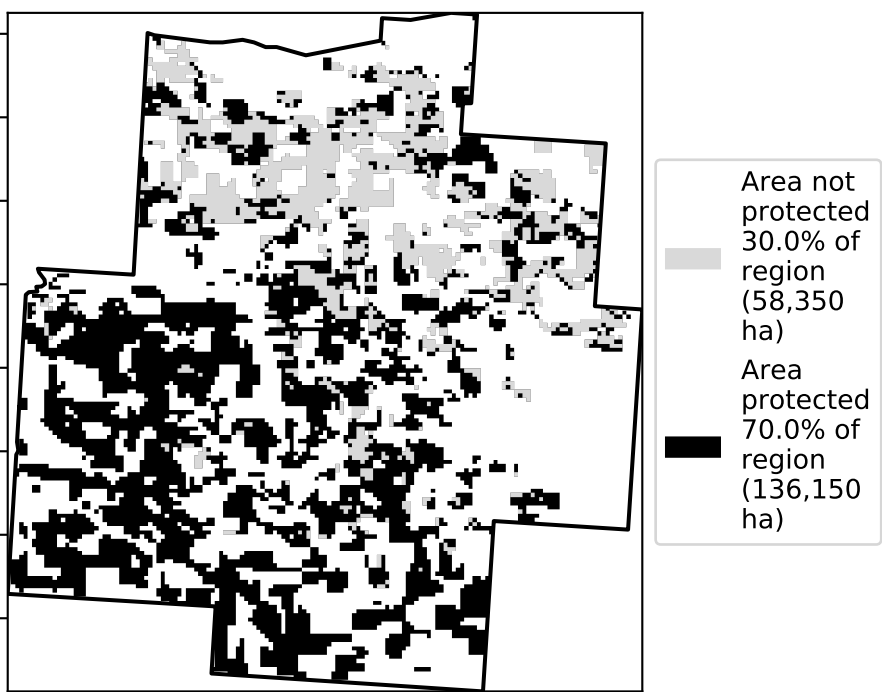 Area not
protected
30.0% of
region
(58,350
ha)
Area
protected
70.0% of
region
(136,150
ha)